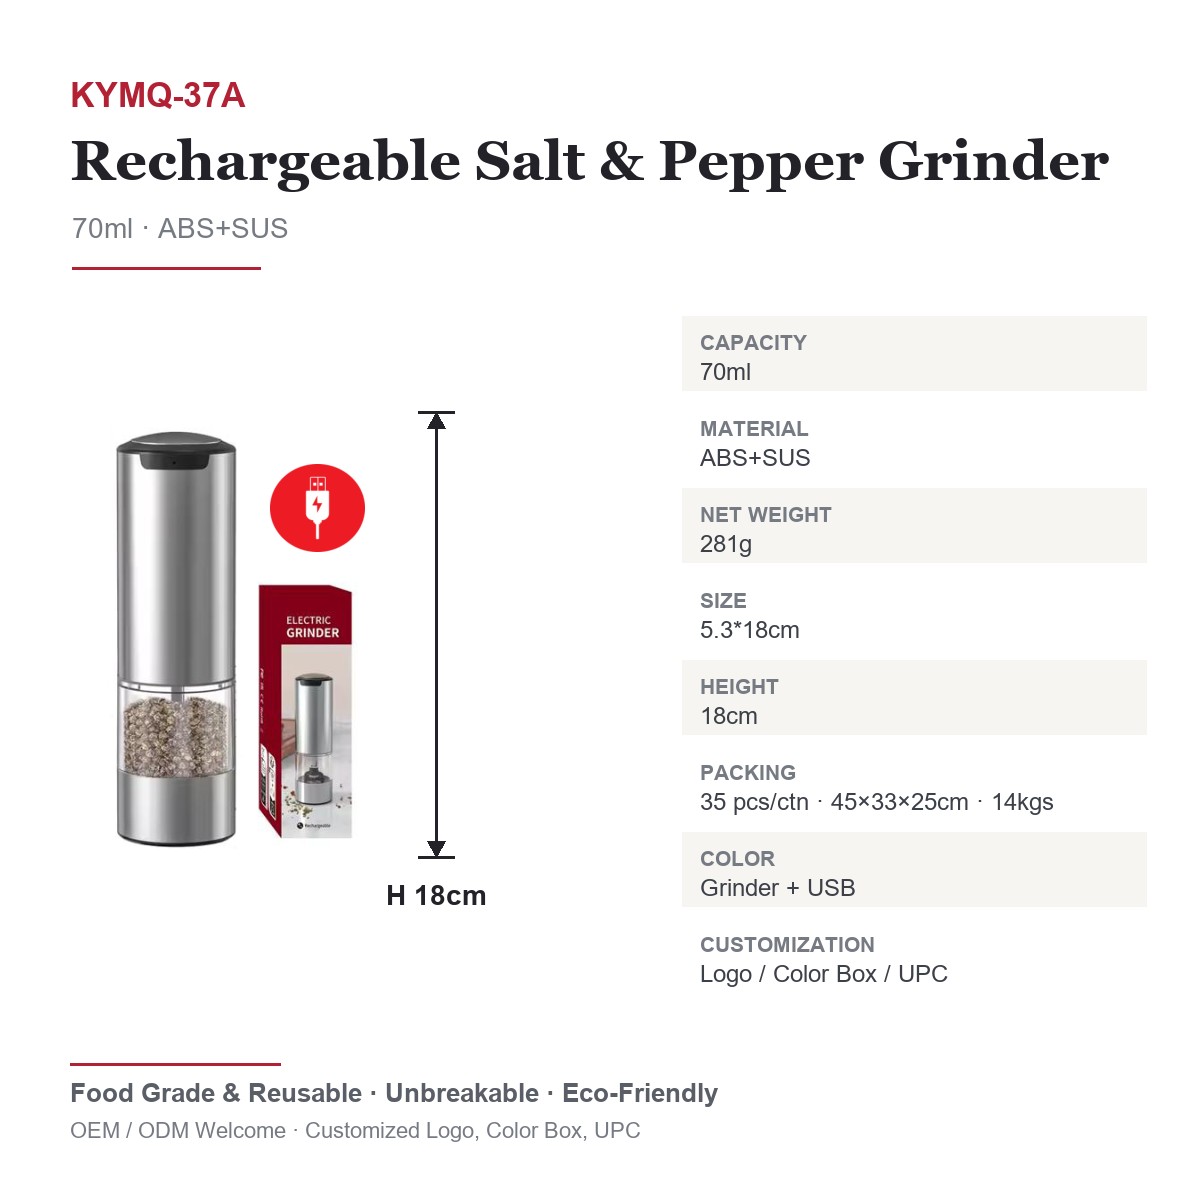 KYMQ-37A
Rechargeable Salt & Pepper Grinder
70ml · ABS+SUS
CAPACITY
70ml
MATERIAL
ABS+SUS
NET WEIGHT
281g
SIZE
5.3*18cm
HEIGHT
18cm
PACKING
35 pcs/ctn · 45×33×25cm · 14kgs
COLOR
Grinder + USB
CUSTOMIZATION
Logo / Color Box / UPC
ELECTRIC
GRINDER
Rechargeable
H 18cm
Food Grade & Reusable · Unbreakable · Eco-Friendly
OEM / ODM Welcome · Customized Logo, Color Box, UPC